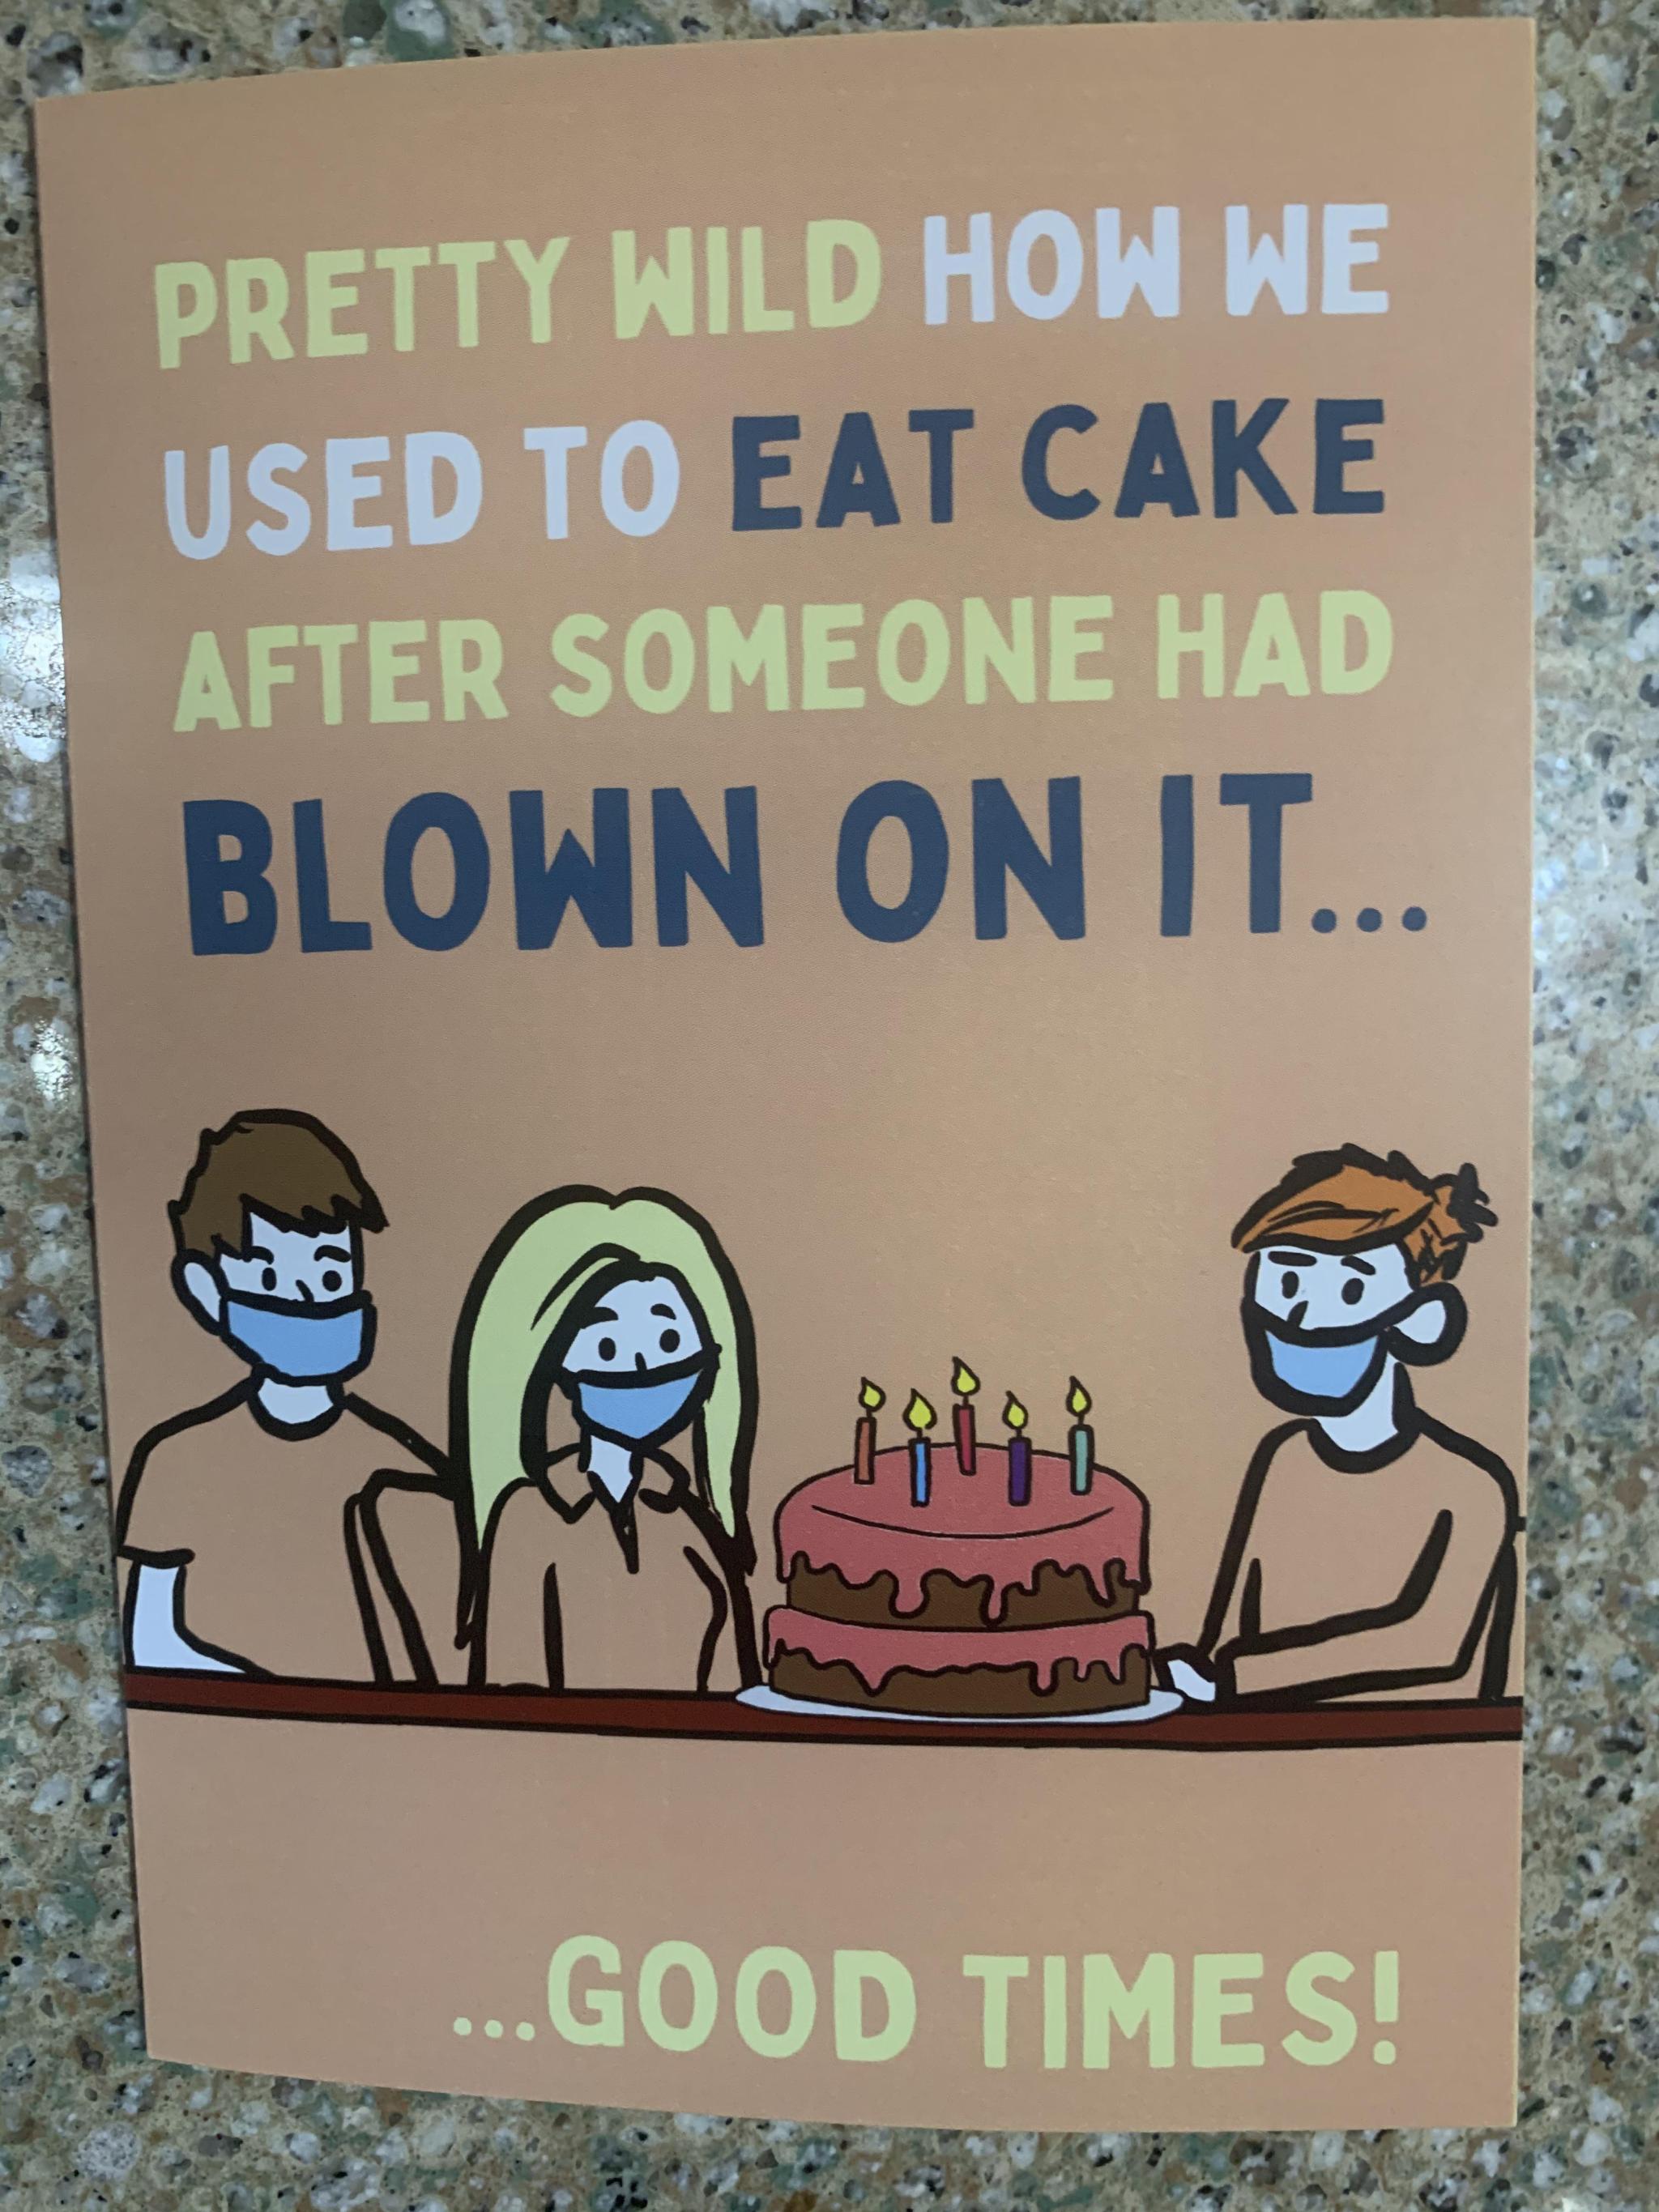 PRETTY WILD HOW WE
USED TO EAT CAKE
AFTER SOMEONE HAD
BLOWN ON IT...
...GOOD TIMES!